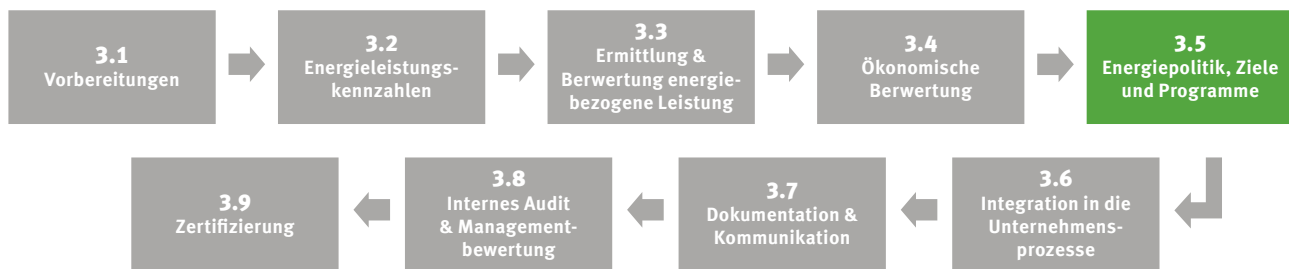 3.1
Vorbereitungen
3.2
Energieleistungs-
kennzahlen
3.3
Ermittlung &
Berwertung energie-
bezogene Leistung
3.4
Ökonomische
Berwertung
3.5
Energiepolitik, Ziele
und Programme
3.6
Integration in die
Unternehmens-
prozesse
3.7
Dokumentation &
Kommunikation
3.8
Internes Audit
& Management-
bewertung
3.9
Zertifizierung